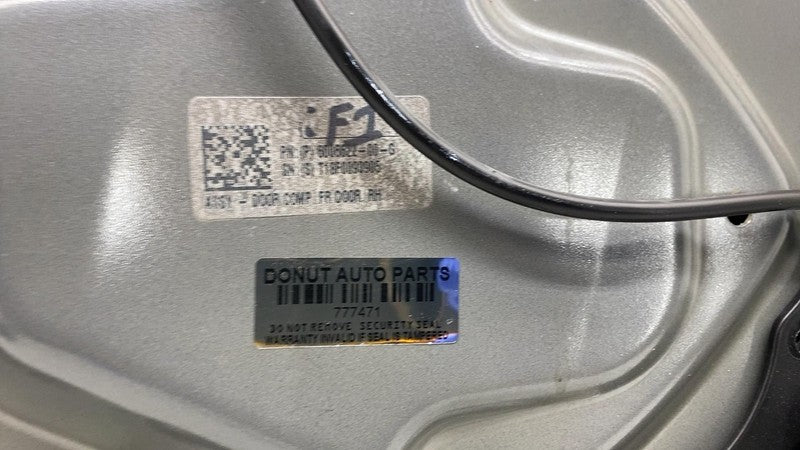 F2
PN (P)
SN (S)
ASSY - DOOR COMP FR DOOR RH
DONUT AUTO PARTS
777471
DO NOT REMOVE SECURITY SEAL
WARRANTY INVALID IF SEAL IS TAMPERED